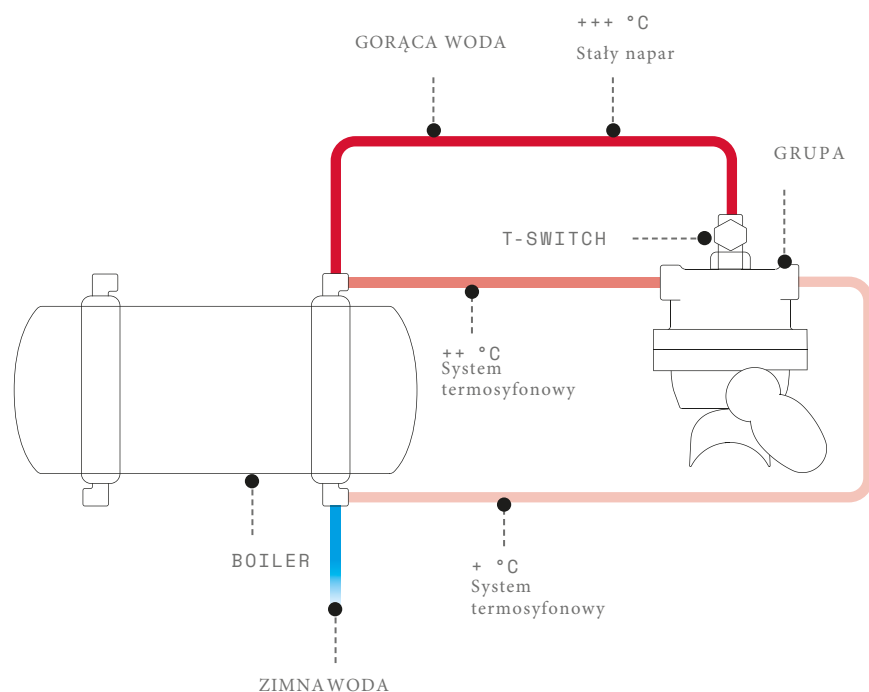 +++ °C
GORĄCA WODA
Stały napar
GRUPA
T-SWITCH
++ °C
System
termosyfonowy
BOILER
+ °C
System
termosyfonowy
ZIMNA WODA